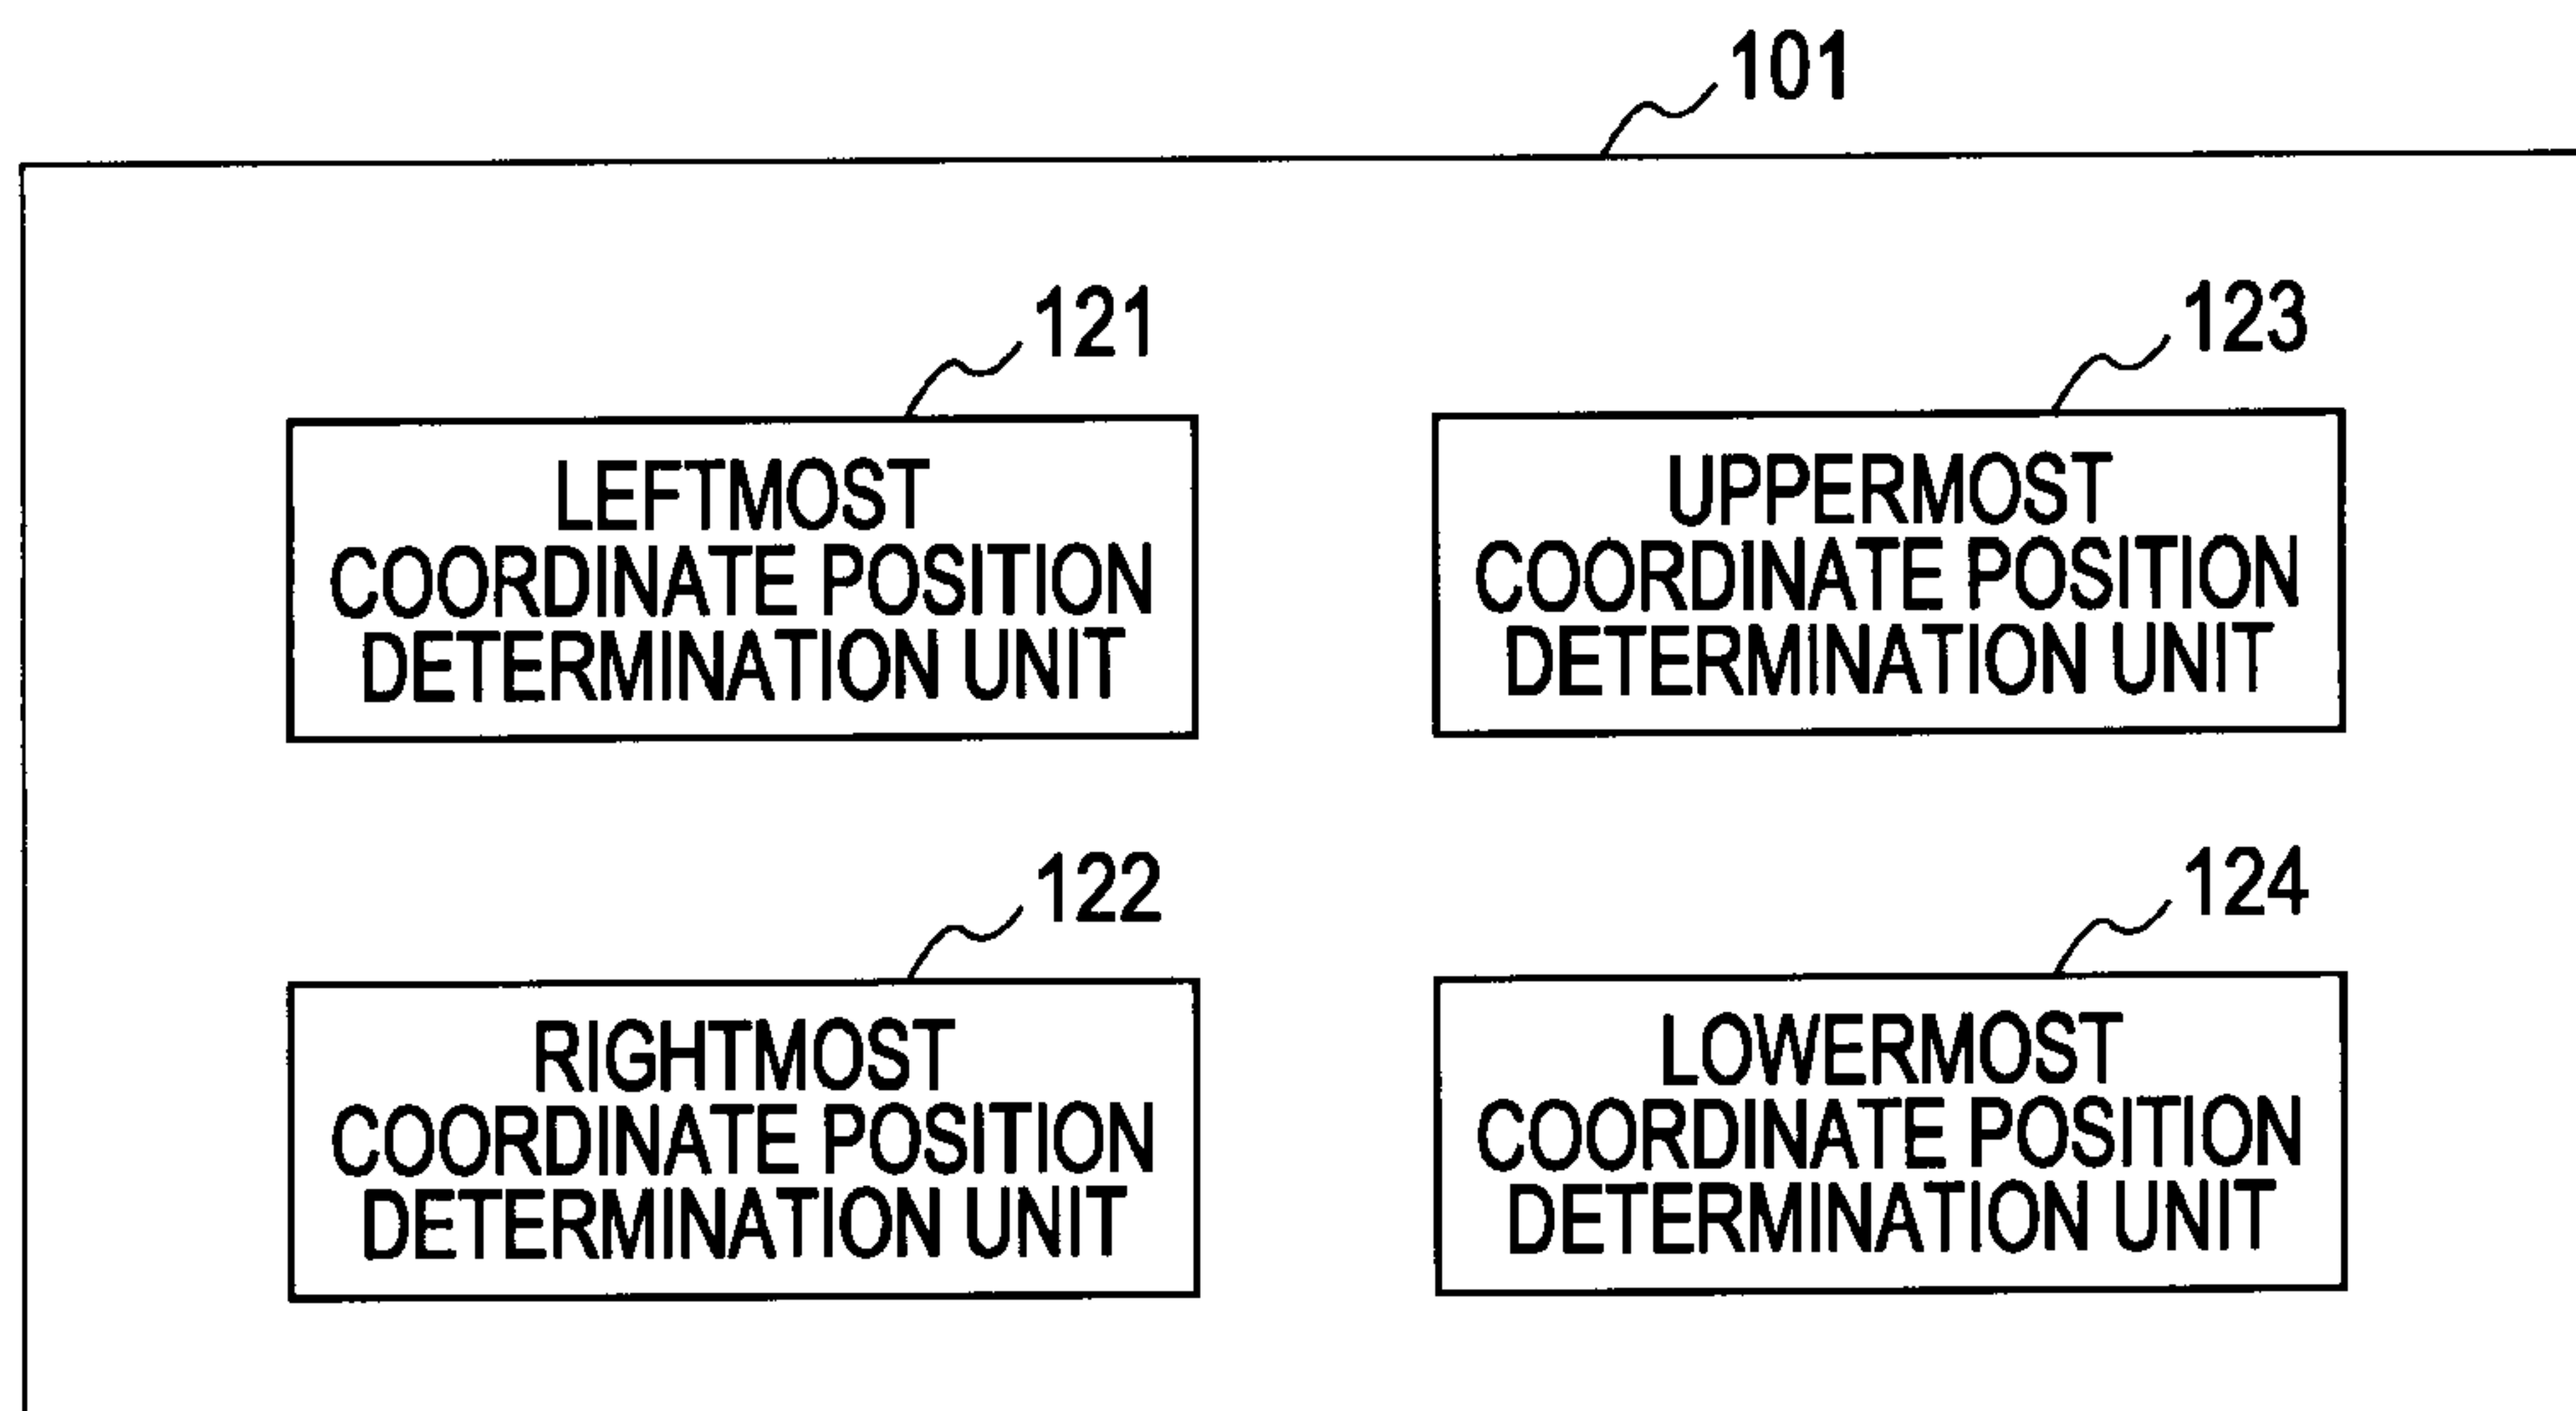 101
121
LEFTMOST
COORDINATE POSITION
DETERMINATION UNIT
123
UPPERMOST
COORDINATE POSITION
DETERMINATION UNIT
122
RIGHTMOST
COORDINATE POSITION
DETERMINATION UNIT
124
LOWERMOST
COORDINATE POSITION
DETERMINATION UNIT